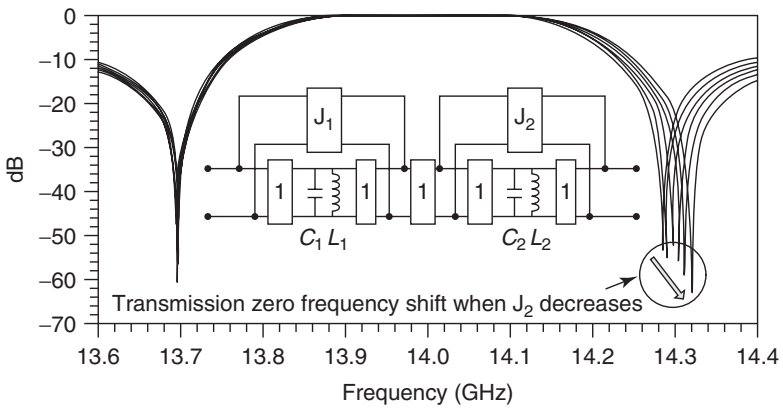 0
−10
−20
−30
−40
−50
−60
−70
dB
J₁
J₂
1
1
1
1
1
C₁ L₁
C₂ L₂
Transmission zero frequency shift when J₂ decreases
13.6 13.7 13.8 13.9 14.0 14.1 14.2 14.3 14.4
Frequency (GHz)